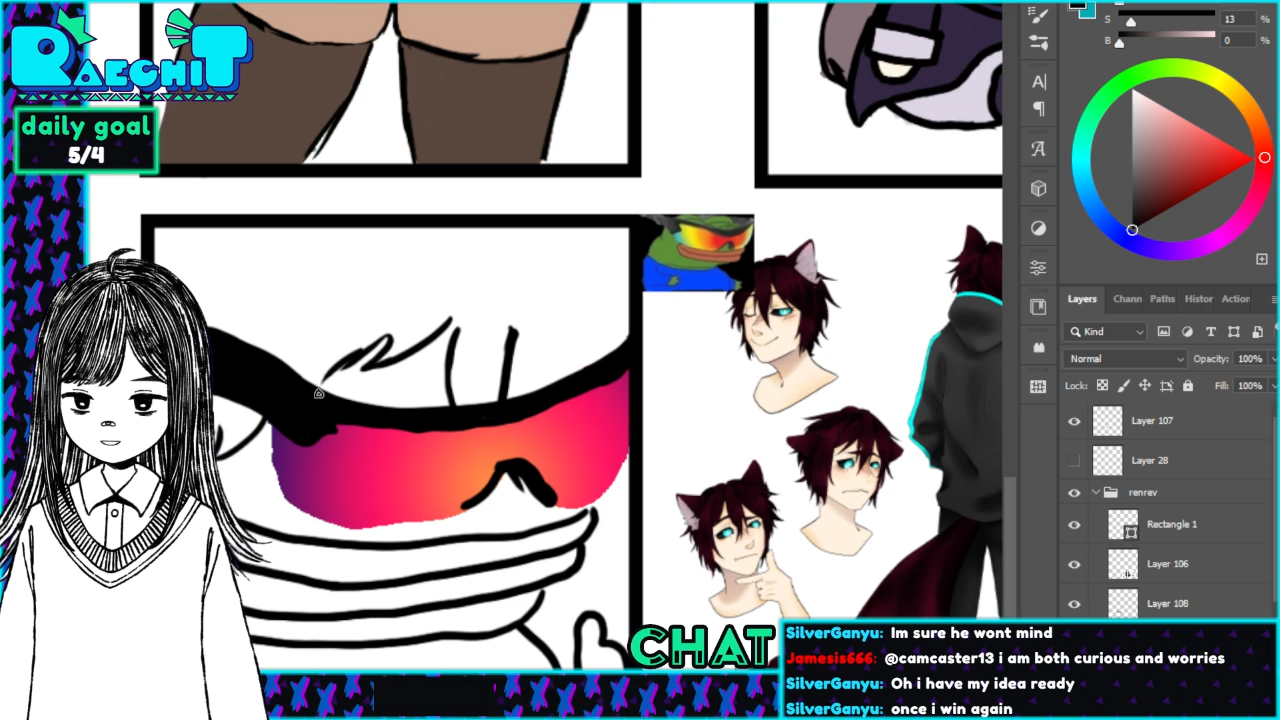 RAECHIT
daily goal
5/4
S 13 %
B 0 %
Layers Chann Paths Histor Action
Kind
Normal Opacity: 100%
Lock: Fill: 100%
Layer 107
Layer 28
renrev
Rectangle 1
Layer 106
Layer 108
CHAT
SilverGanyu: Im sure he wont mind
Jamesis666: @camcaster13 i am both curious and worries
SilverGanyu: Oh i have my idea ready
SilverGanyu: once i win again